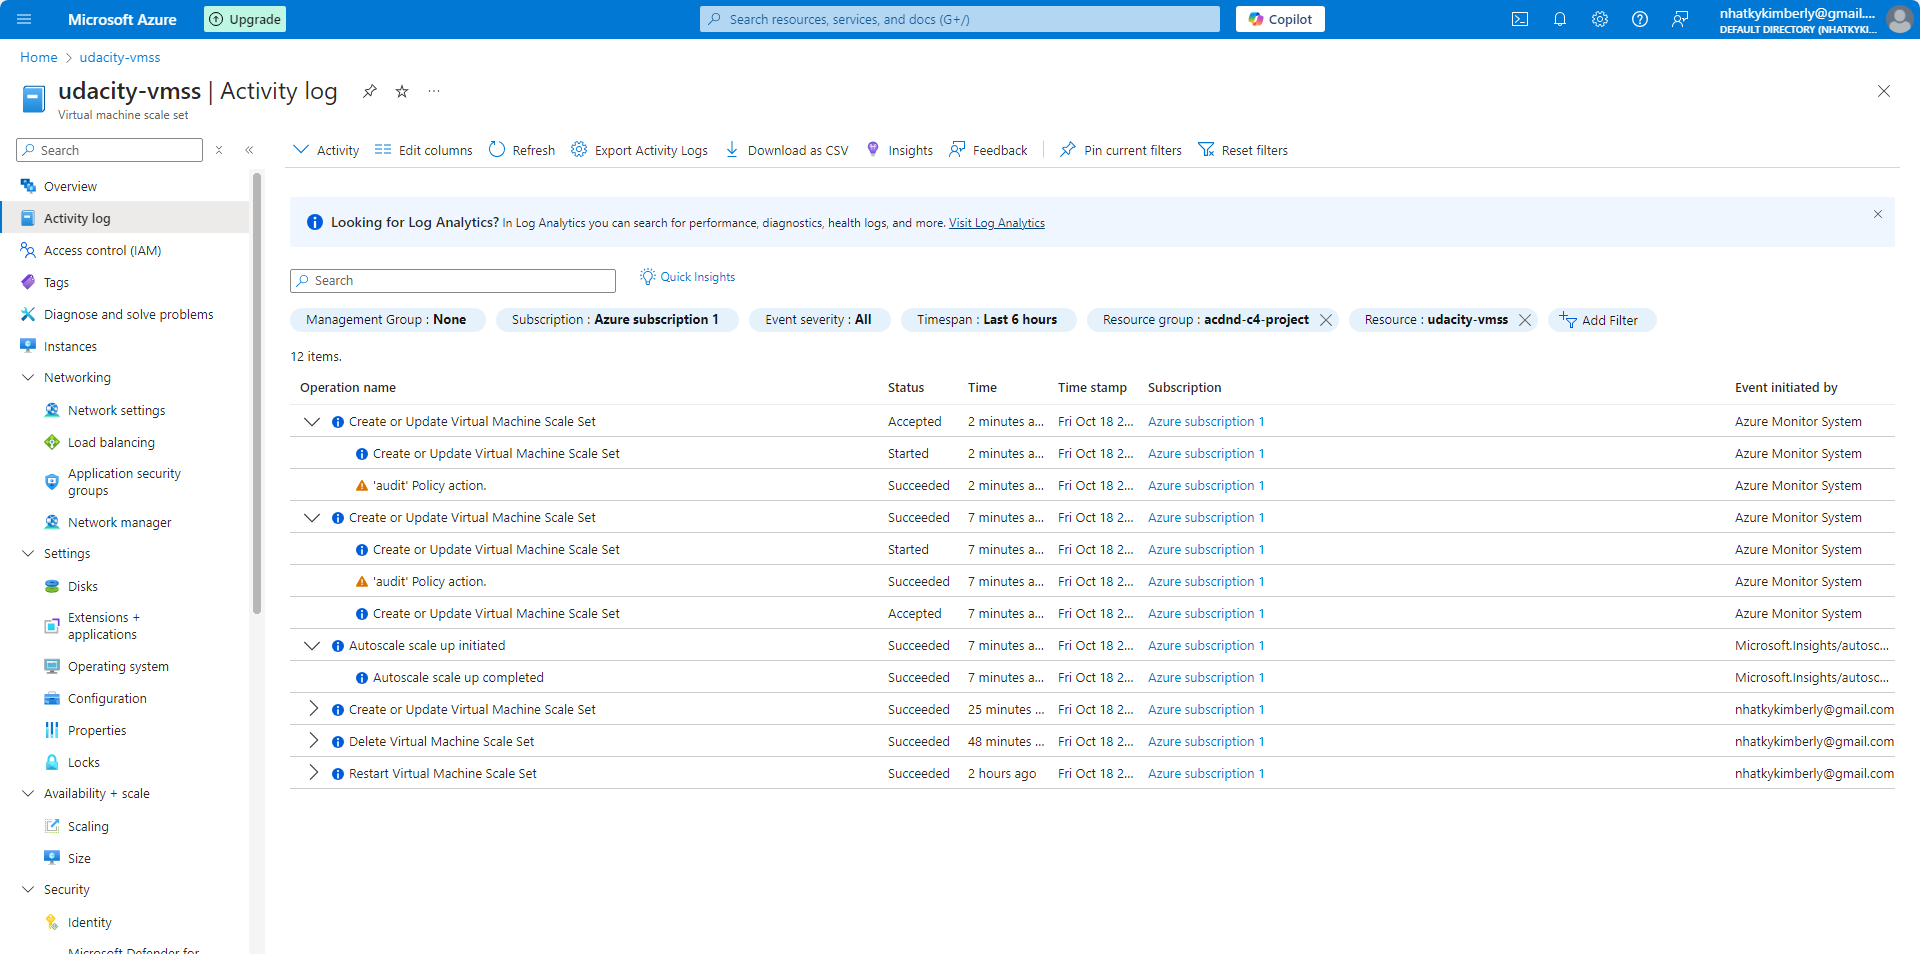 Microsoft Azure
Upgrade
Search resources, services, and docs (G+/)
Copilot
nhatkykimberly@gmail....
DEFAULT DIRECTORY (NHATKYKI...
Home > udacity-vmss
udacity-vmss | Activity log
Virtual machine scale set
Search
Overview
Activity log
Access control (IAM)
Tags
Diagnose and solve problems
Instances
Networking
Network settings
Load balancing
Application security
groups
Network manager
Settings
Disks
Extensions +
applications
Operating system
Configuration
Properties
Locks
Availability + scale
Scaling
Size
Security
Identity
Microsoft Defender for
Activity Edit columns Refresh Export Activity Logs Download as CSV Insights Feedback Pin current filters Reset filters
Looking for Log Analytics? In Log Analytics you can search for performance, diagnostics, health logs, and more. Visit Log Analytics
Search
Quick Insights
Management Group : None Subscription : Azure subscription 1 Event severity : All Timespan : Last 6 hours Resource group : acdnd-c4-project Resource : udacity-vmss Add Filter
12 items.
Operation name Status Time Time stamp Subscription Event initiated by
Create or Update Virtual Machine Scale Set Accepted 2 minutes a... Fri Oct 18 2... Azure subscription 1 Azure Monitor System
Create or Update Virtual Machine Scale Set Started 2 minutes a... Fri Oct 18 2... Azure subscription 1 Azure Monitor System
'audit' Policy action. Succeeded 2 minutes a... Fri Oct 18 2... Azure subscription 1 Azure Monitor System
Create or Update Virtual Machine Scale Set Succeeded 7 minutes a... Fri Oct 18 2... Azure subscription 1 Azure Monitor System
Create or Update Virtual Machine Scale Set Started 7 minutes a... Fri Oct 18 2... Azure subscription 1 Azure Monitor System
'audit' Policy action. Succeeded 7 minutes a... Fri Oct 18 2... Azure subscription 1 Azure Monitor System
Create or Update Virtual Machine Scale Set Accepted 7 minutes a... Fri Oct 18 2... Azure subscription 1 Azure Monitor System
Autoscale scale up initiated Succeeded 7 minutes a... Fri Oct 18 2... Azure subscription 1 Microsoft.Insights/autosc...
Autoscale scale up completed Succeeded 7 minutes a... Fri Oct 18 2... Azure subscription 1 Microsoft.Insights/autosc...
Create or Update Virtual Machine Scale Set Succeeded 25 minutes ... Fri Oct 18 2... Azure subscription 1 nhatkykimberly@gmail.com
Delete Virtual Machine Scale Set Succeeded 48 minutes ... Fri Oct 18 2... Azure subscription 1 nhatkykimberly@gmail.com
Restart Virtual Machine Scale Set Succeeded 2 hours ago Fri Oct 18 2... Azure subscription 1 nhatkykimberly@gmail.com